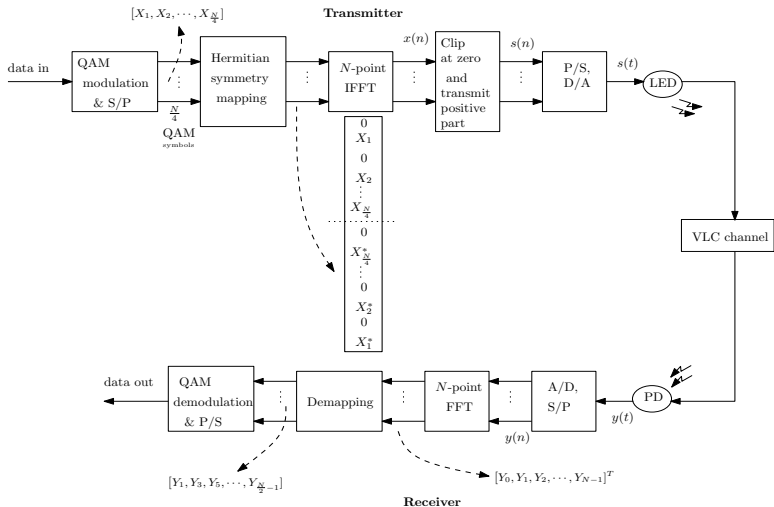 Transmitter
[X_1, X_2, ···, X_{N/4}]
data in
QAM
modulation
& S/P
⋮
N/4
QAM
symbols
Hermitian
symmetry
mapping
⋮
N-point
IFFT
x(n)
⋮
Clip
at zero
and
transmit
positive
part
s(n)
⋮
P/S,
D/A
s(t)
LED
0
X_1
0
X_2
⋮
X_{N/4}
0
X*_{N/4}
⋮
0
X*_2
0
X*_1
VLC channel
PD
y(t)
A/D,
S/P
⋮
y(n)
N-point
FFT
⋮
Demapping
⋮
QAM
demodulation
& P/S
data out
[Y_1, Y_3, Y_5, ···, Y_{N/2−1}]
[Y_0, Y_1, Y_2, ···, Y_{N−1}]^T
Receiver